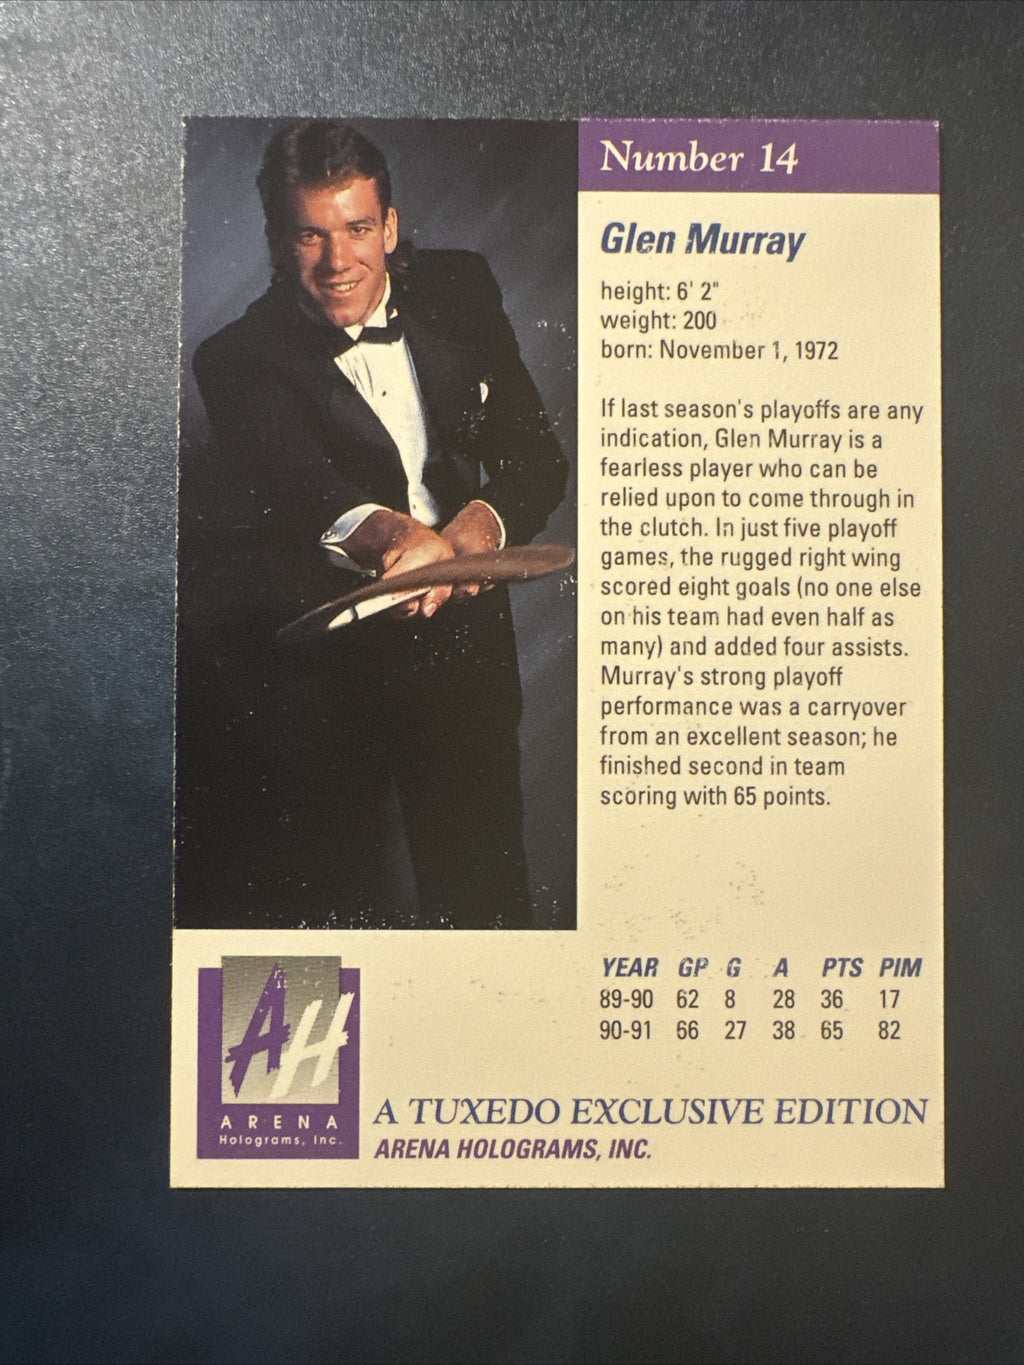 Number 14
Glen Murray
height: 6' 2"
weight: 200
born: November 1, 1972
If last season's playoffs are any
indication, Glen Murray is a
fearless player who can be
relied upon to come through in
the clutch. In just five playoff
games, the rugged right wing
scored eight goals (no one else
on his team had even half as
many) and added four assists.
Murray's strong playoff
performance was a carryover
from an excellent season; he
finished second in team
scoring with 65 points.
YEAR GP G A PTS PIM
89-90 62 8 28 36 17
90-91 66 27 38 65 82
AH
ARENA
Holograms, Inc.
A TUXEDO EXCLUSIVE EDITION
ARENA HOLOGRAMS, INC.